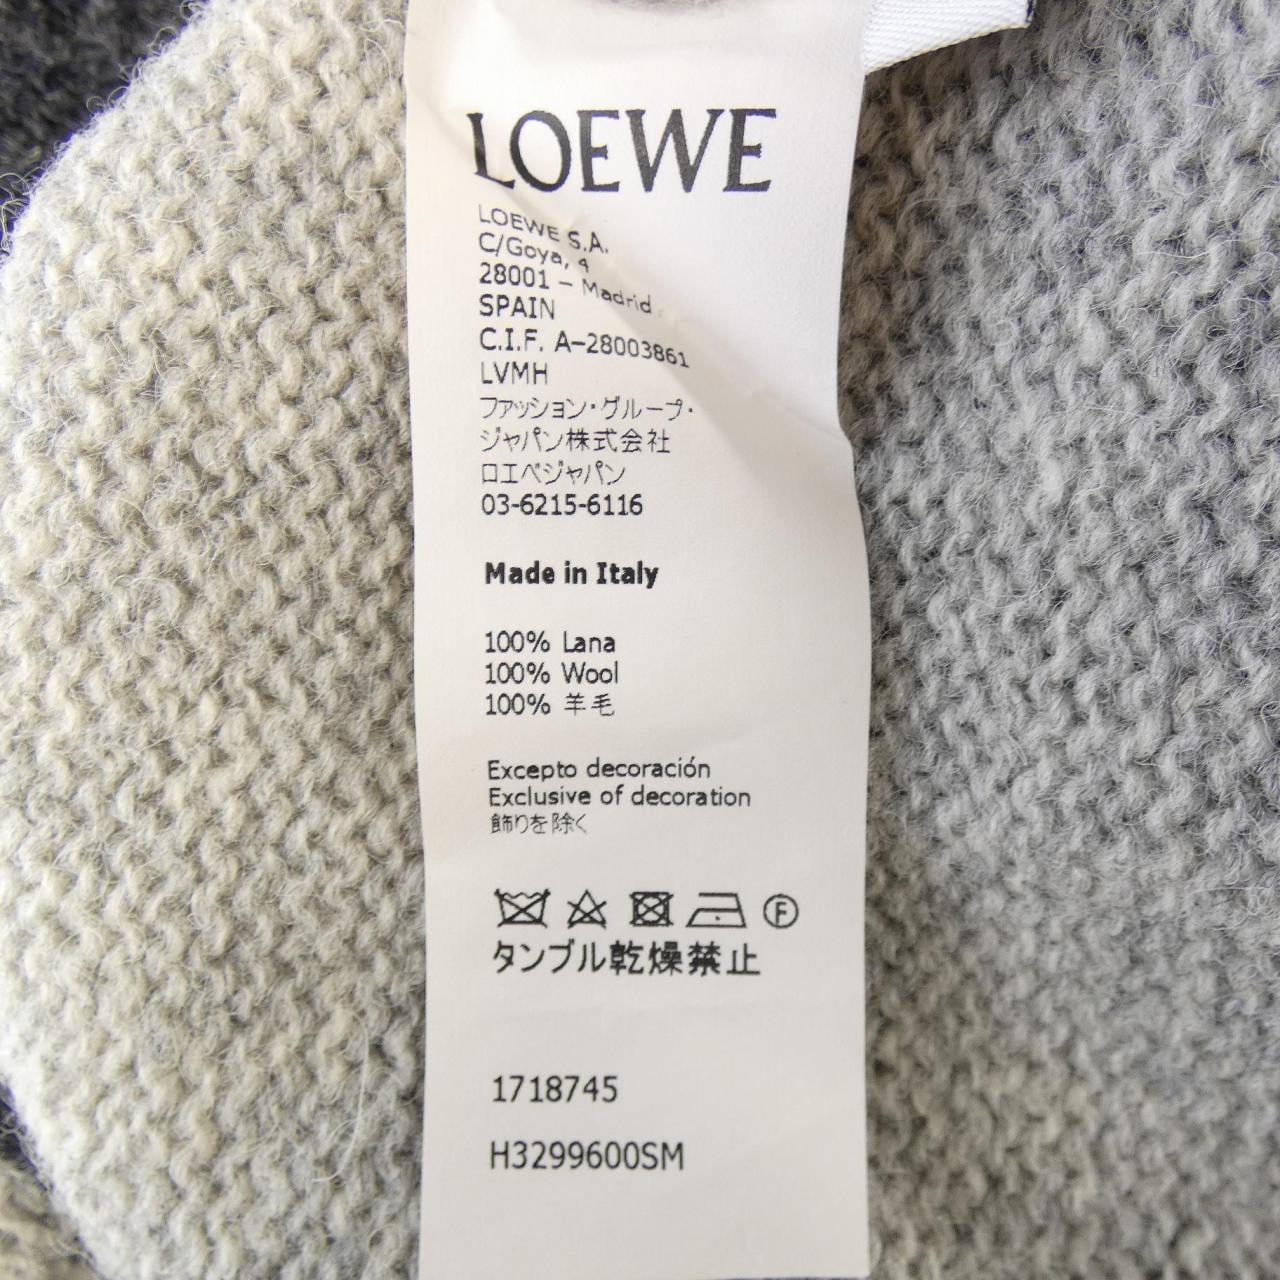 LOEWE
LOEWE S.A.
C/Goya, 4
28001 – Madrid
SPAIN
C.I.F. A–28003861
LVMH
ファッション・グループ・
ジャパン株式会社
ロエベジャパン
03-6215-6116
Made in Italy
100% Lana
100% Wool
100% 羊毛
Excepto decoración
Exclusive of decoration
飾りを除く
F
タンブル乾燥禁止
1718745
H3299600SM